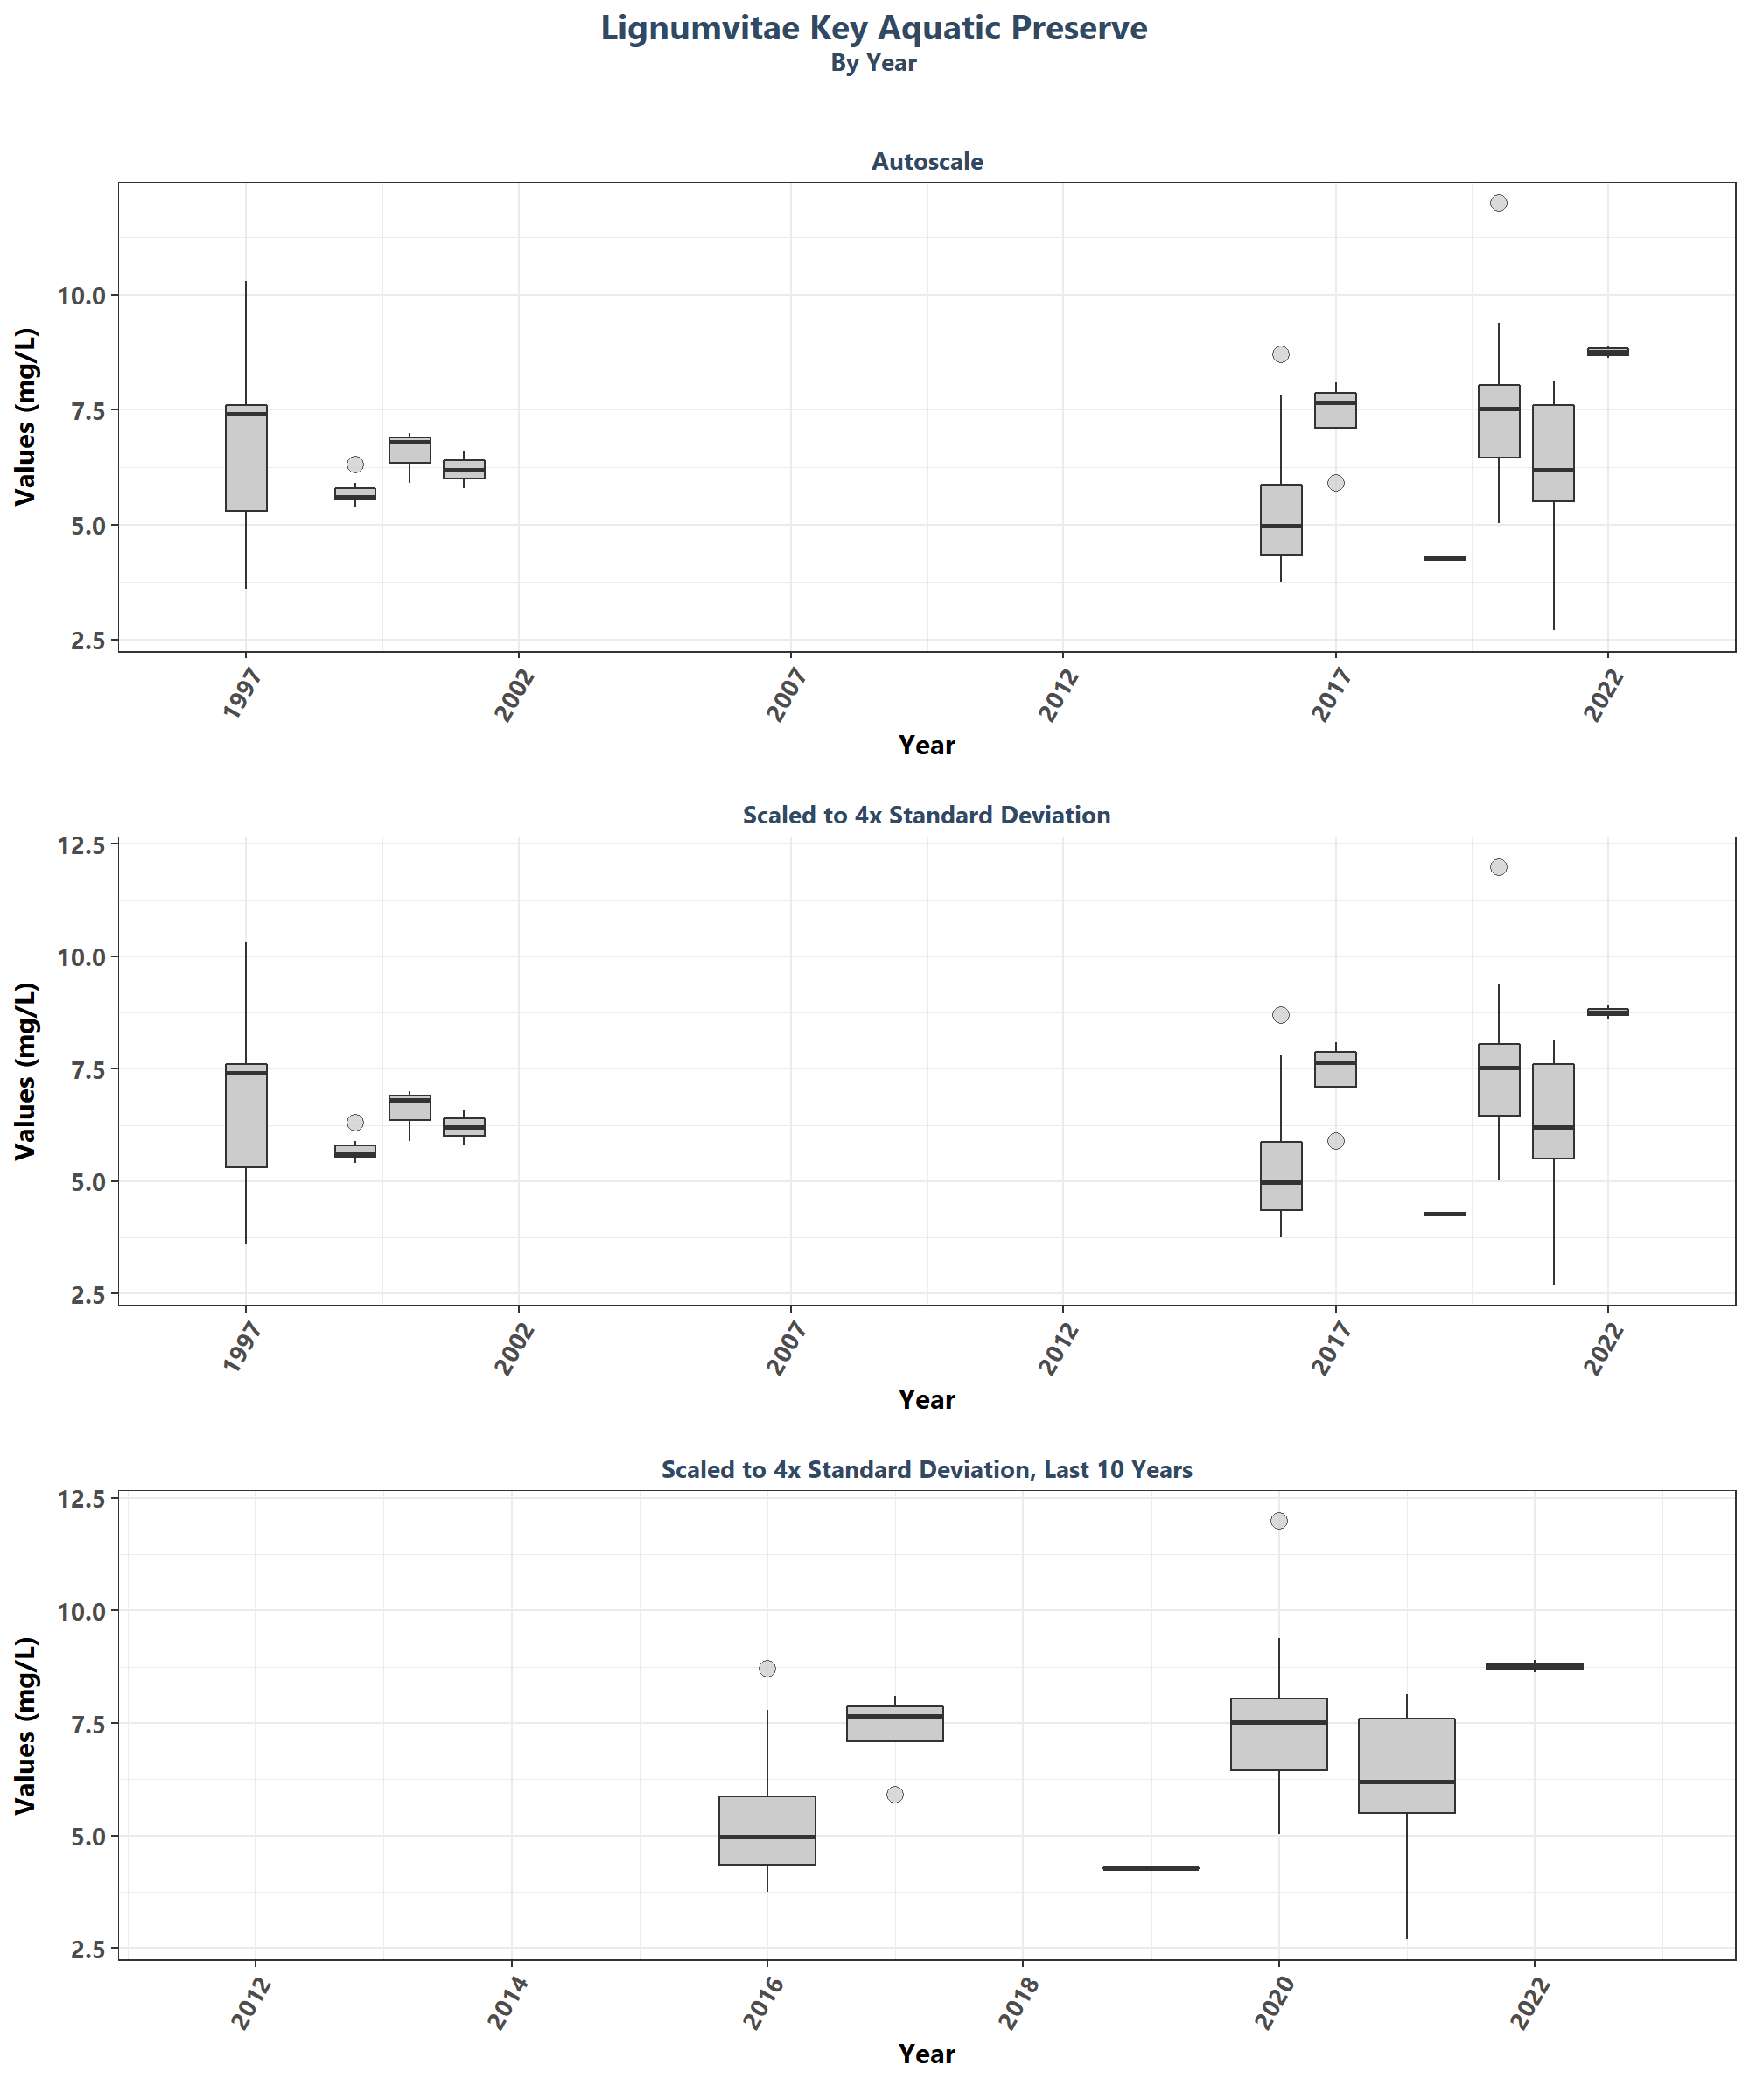 Lignumvitae Key Aquatic Preserve
By Year
Autoscale
Values (mg/L)
10.0
7.5
5.0
2.5
1997 2002 2007 2012 2017 2022
Year
Scaled to 4x Standard Deviation
Values (mg/L)
12.5
10.0
7.5
5.0
2.5
1997 2002 2007 2012 2017 2022
Year
Scaled to 4x Standard Deviation, Last 10 Years
Values (mg/L)
12.5
10.0
7.5
5.0
2.5
2012 2014 2016 2018 2020 2022
Year